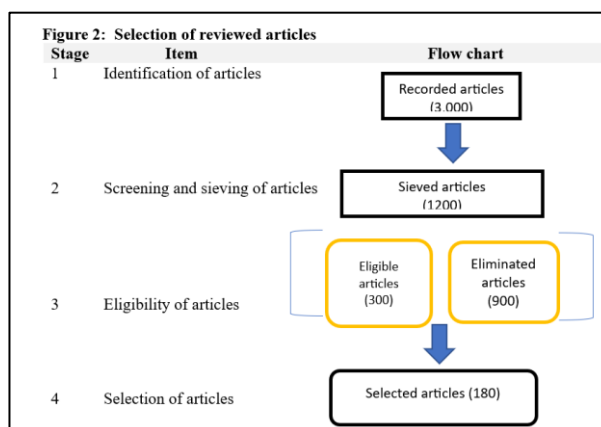 Figure 2: Selection of reviewed articles
Stage Item Flow chart
1 Identification of articles
Recorded articles
(3,000)
2 Screening and sieving of articles
Sieved articles
(1200)
3 Eligibility of articles
Eligible
articles
(300)
Eliminated
articles
(900)
4 Selection of articles
Selected articles (180)